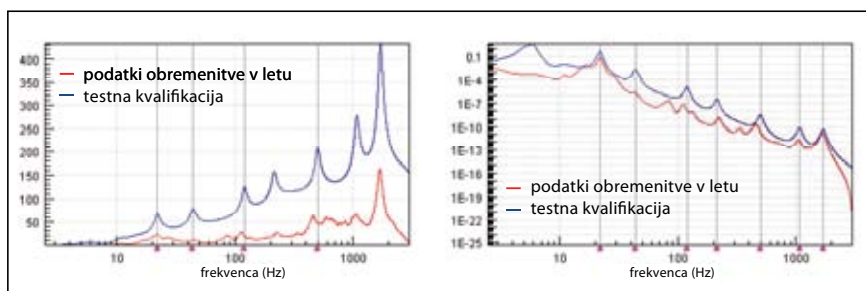 400
350
300
250
200
150
100
50
podatki obremenitve v letu
testna kvalifikacija
10
100
1000
frekvenca (Hz)
0.1
1E-4
1E-7
1E-10
1E-13
1E-16
1E-19
1E-22
1E-25
podatki obremenitve v letu
testna kvalifikacija
10
100
1000
frekvenca (Hz)